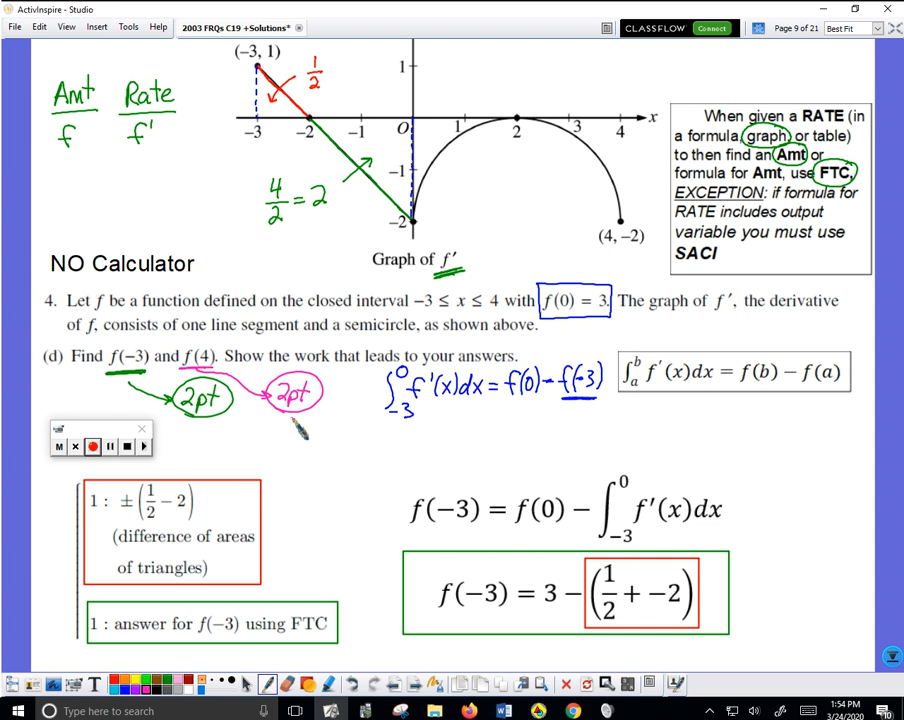 ActivInspire - Studio
File Edit View Insert Tools Help 2003 FRQs C19 +Solutions* CLASSFLOW Connect Page 9 of 21 Best Fit
(−3, 1)
1
1/2
Amt Rate
f f′
−3 −2 −1 O 1 2 3 4 x
−1
4/2 = 2
−2
(4, −2)
Graph of f′
When given a RATE (in
a formula, graph, or table)
to then find an Amt or
formula for Amt, use FTC.
EXCEPTION: if formula for
RATE includes output
variable you must use
SACI
NO Calculator
4. Let f be a function defined on the closed interval −3 ≤ x ≤ 4 with f(0) = 3. The graph of f′, the derivative
of f, consists of one line segment and a semicircle, as shown above.
(d) Find f(−3) and f(4). Show the work that leads to your answers.
2pt 2pt
∫_{-3}^{0} f′(x)dx = f(0) − f(−3)
∫_a^b f′(x)dx = f(b) − f(a)
M
1 : ±(1/2 − 2)
(difference of areas
of triangles)
1 : answer for f(−3) using FTC
f(−3) = f(0) − ∫_{−3}^{0} f′(x)dx
f(−3) = 3 − (1/2 + −2)
Type here to search
1:54 PM
3/24/2020